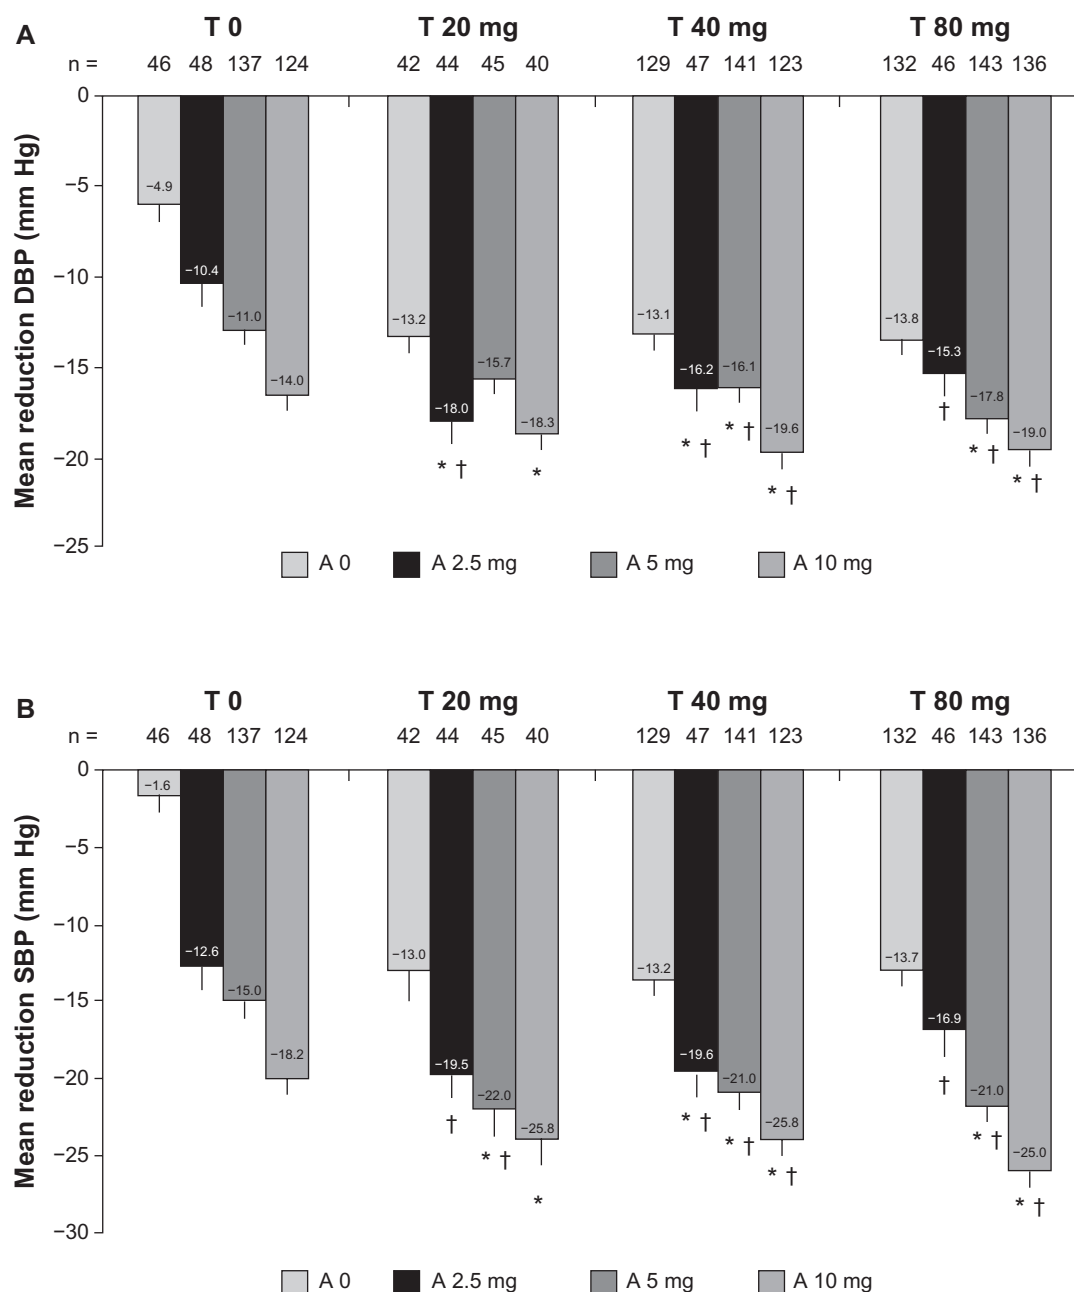 A
T 0 T 20 mg T 40 mg T 80 mg
n = 46 48 137 124 42 44 45 40 129 47 141 123 132 46 143 136
Mean reduction DBP (mm Hg)
0
−5
−10
−15
−20
−25
−4.9 −10.4 −11.0 −14.0
−13.2 −18.0 −15.7 −18.3
* † *
−13.1 −16.2 −16.1 −19.6
* † * † * †
−13.8 −15.3 −17.8 −19.0
† * † * †
A 0 A 2.5 mg A 5 mg A 10 mg
B
T 0 T 20 mg T 40 mg T 80 mg
n = 46 48 137 124 42 44 45 40 129 47 141 123 132 46 143 136
Mean reduction SBP (mm Hg)
0
−5
−10
−15
−20
−25
−30
−1.6 −12.6 −15.0 −18.2
−13.0 −19.5 −22.0 −25.8
† * † *
−13.2 −19.6 −21.0 −25.8
* † * † * †
−13.7 −16.9 −21.0 −25.0
† * † * †
A 0 A 2.5 mg A 5 mg A 10 mg